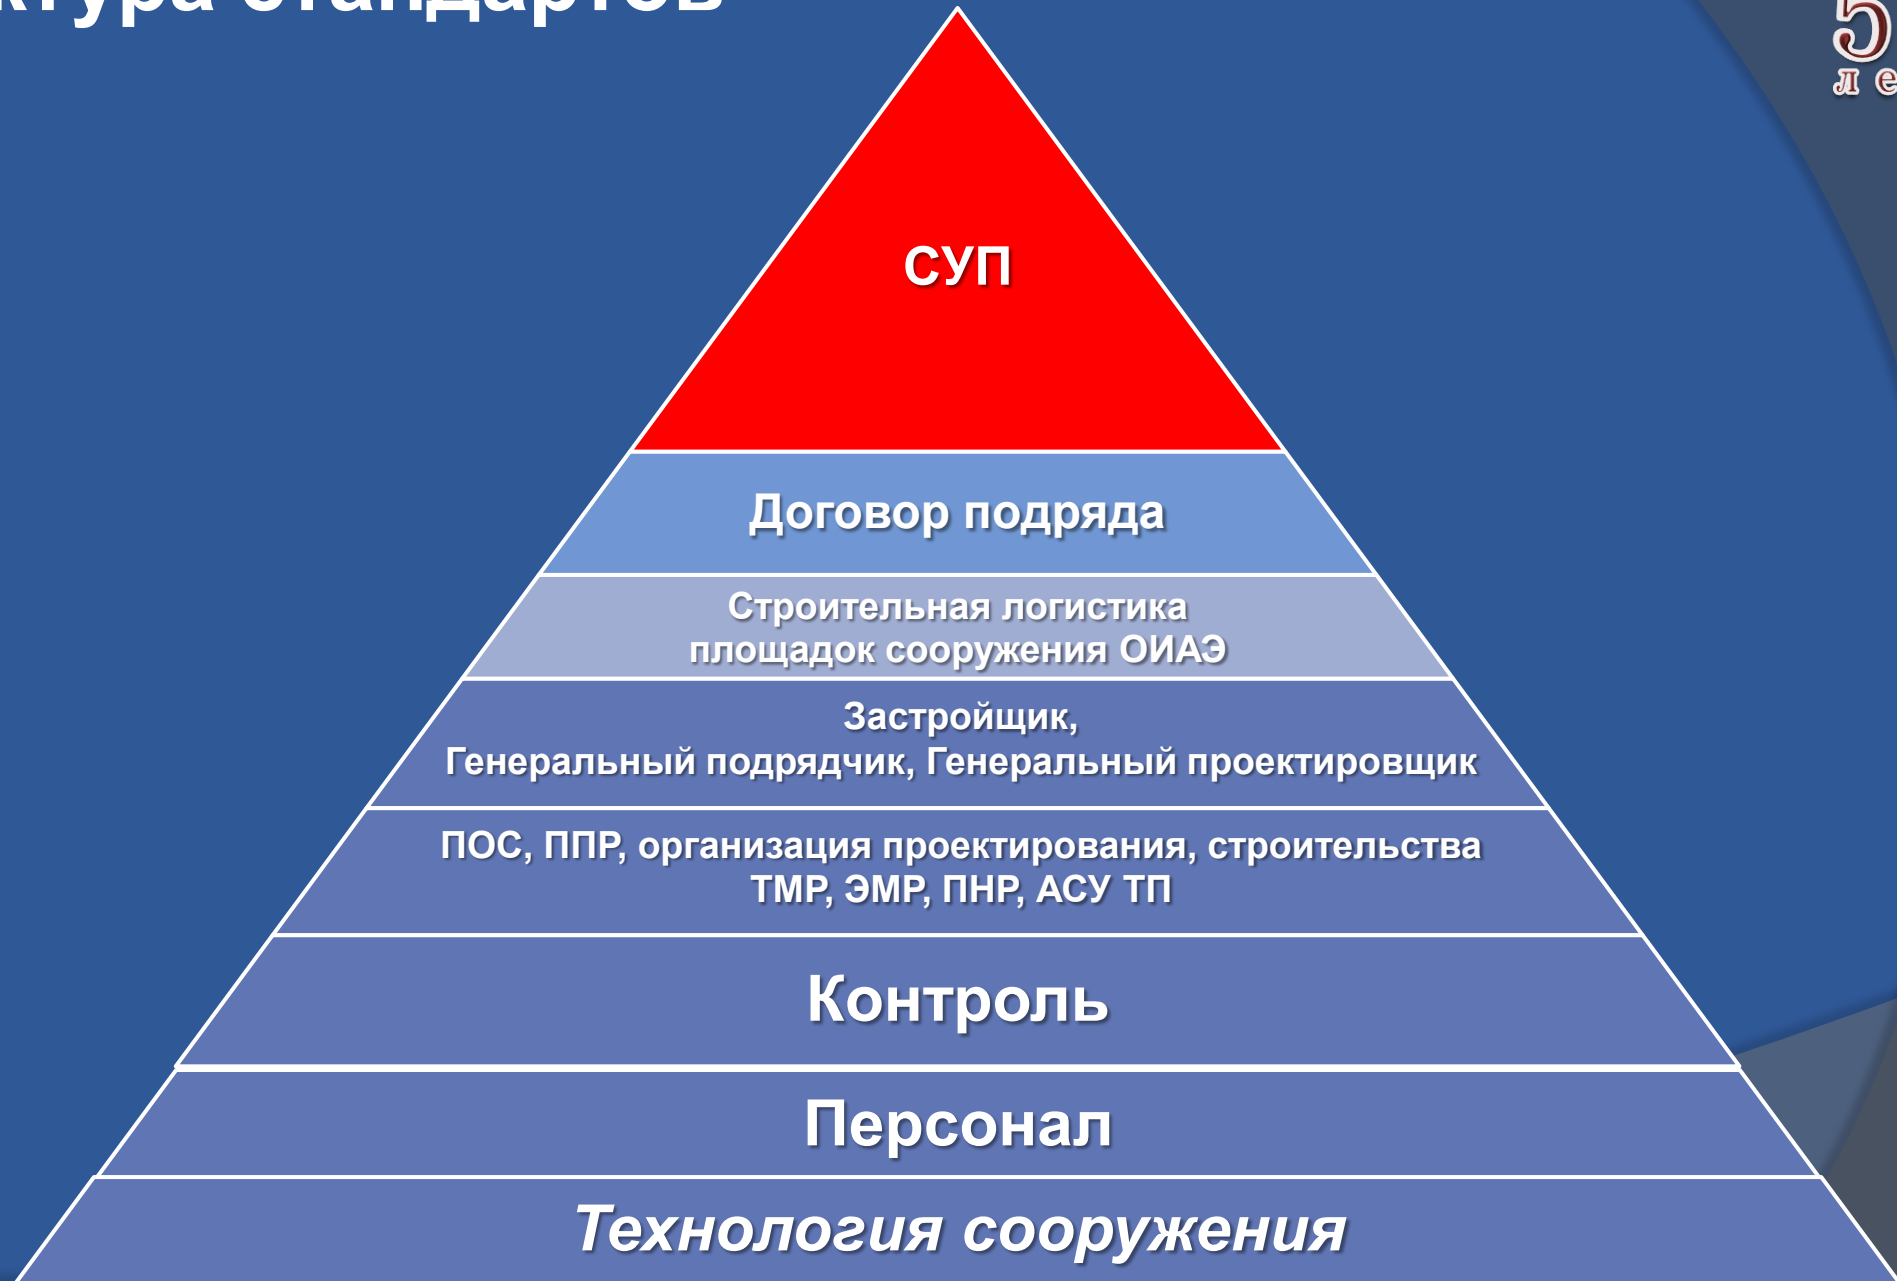 стандартов
СУП
Договор подряда
Строительная логистика
площадок сооружения ОИАЭ
Застройщик,
Генеральный подрядчик, Генеральный проектировщик
ПОС, ППР, организация проектирования, строительства
ТМР, ЭМР, ПНР, АСУ ТП
Контроль
Персонал
Технология сооружения